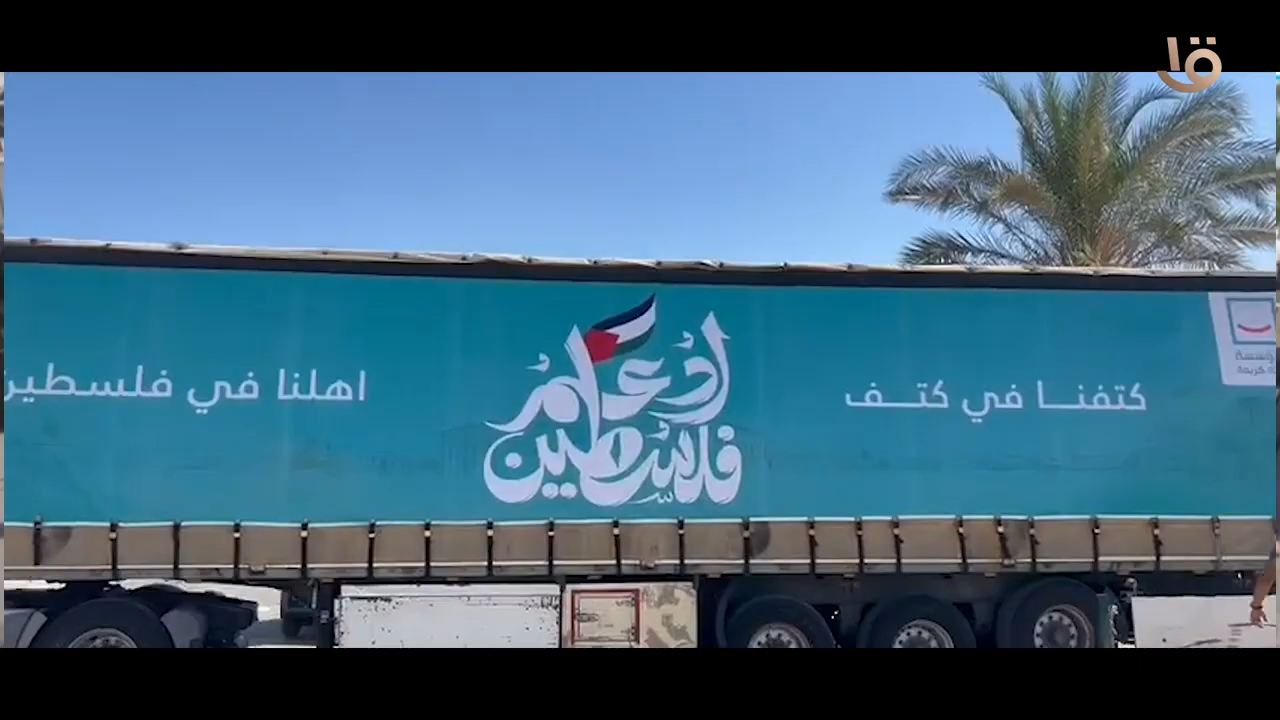 كتفنا في كتف
ادعم
فلسطين
اهلنا في فلسطين